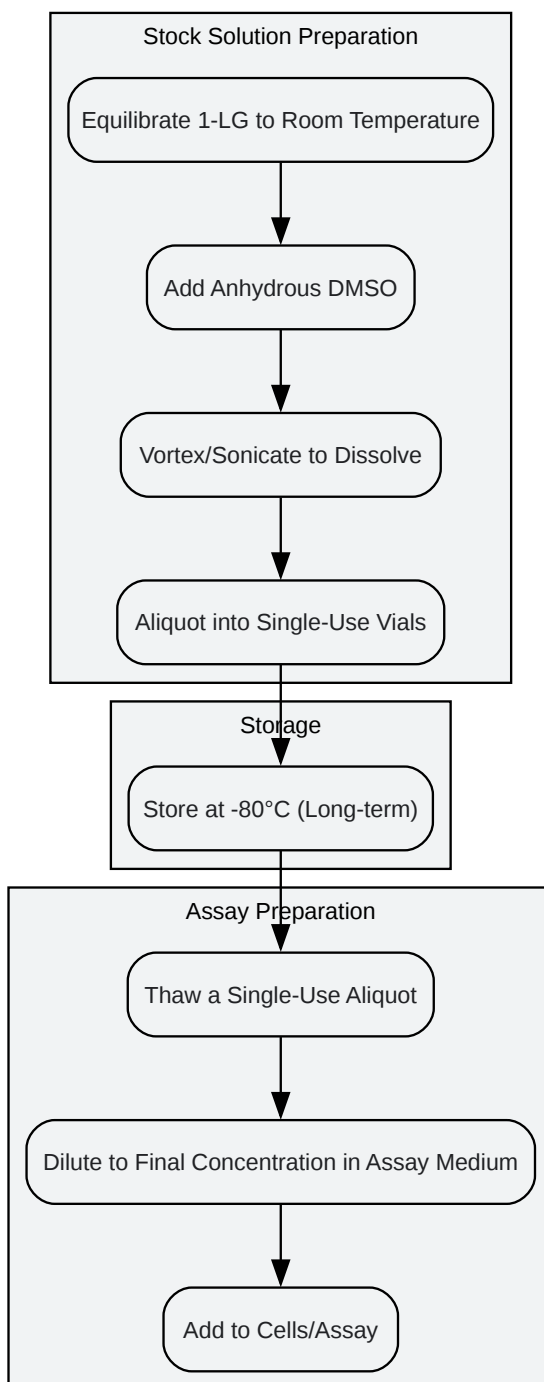 Stock Solution Preparation
Equilibrate 1-LG to Room Temperature
Add Anhydrous DMSO
Vortex/Sonicate to Dissolve
Aliquot into Single-Use Vials
Storage
Store at -80°C (Long-term)
Assay Preparation
Thaw a Single-Use Aliquot
Dilute to Final Concentration in Assay Medium
Add to Cells/Assay